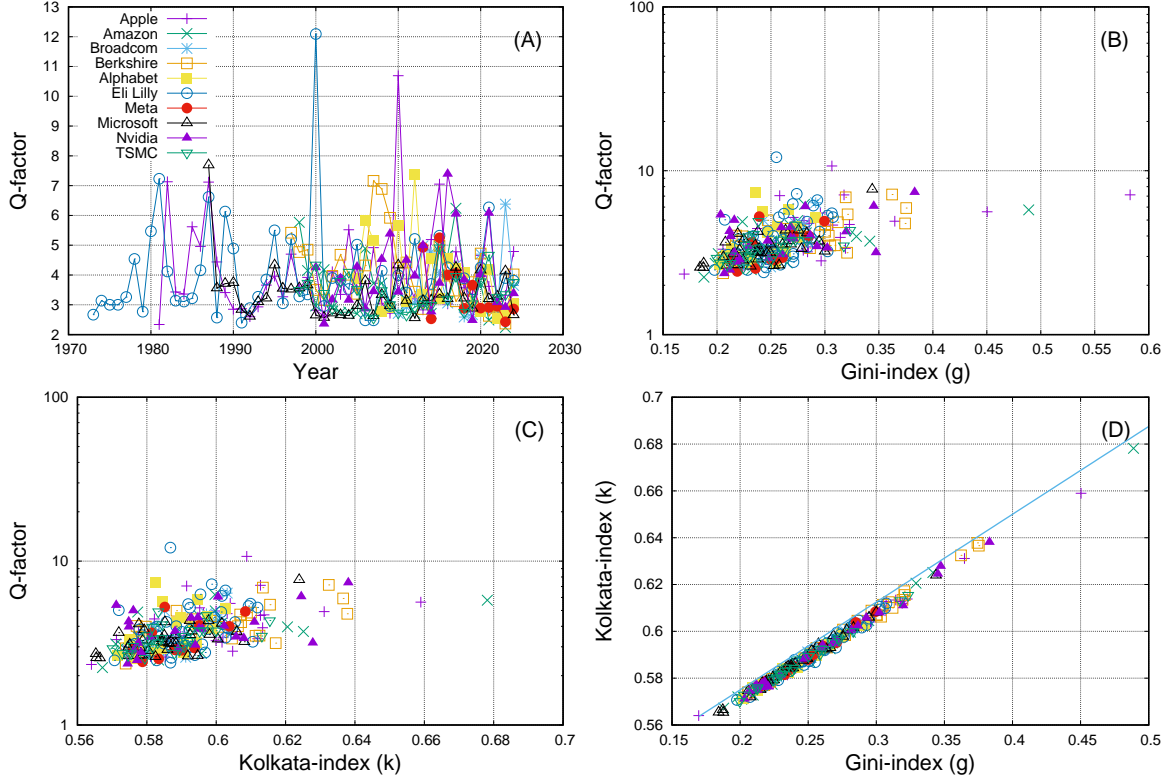 (A)
Q-factor
13
12
11
10
9
8
7
6
5
4
3
2
1970
1980
1990
2000
2010
2020
2030
Year
Apple
Amazon
Broadcom
Berkshire
Alphabet
Eli Lilly
Meta
Microsoft
Nvidia
TSMC
(B)
Q-factor
100
10
1
0.15
0.2
0.25
0.3
0.35
0.4
0.45
0.5
0.55
0.6
Gini-index (g)
(C)
Q-factor
100
10
1
0.56
0.58
0.6
0.62
0.64
0.66
0.68
0.7
Kolkata-index (k)
(D)
Kolkata-index (k)
0.7
0.68
0.66
0.64
0.62
0.6
0.58
0.56
0.15
0.2
0.25
0.3
0.35
0.4
0.45
0.5
Gini-index (g)